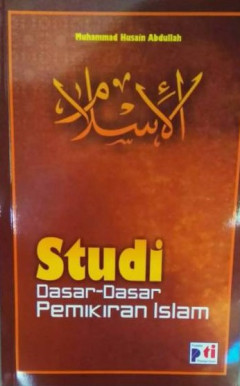 Muhammad Husain Abdullah
الإسلام
Studi
Dasar-Dasar
Pemikiran Islam
pti